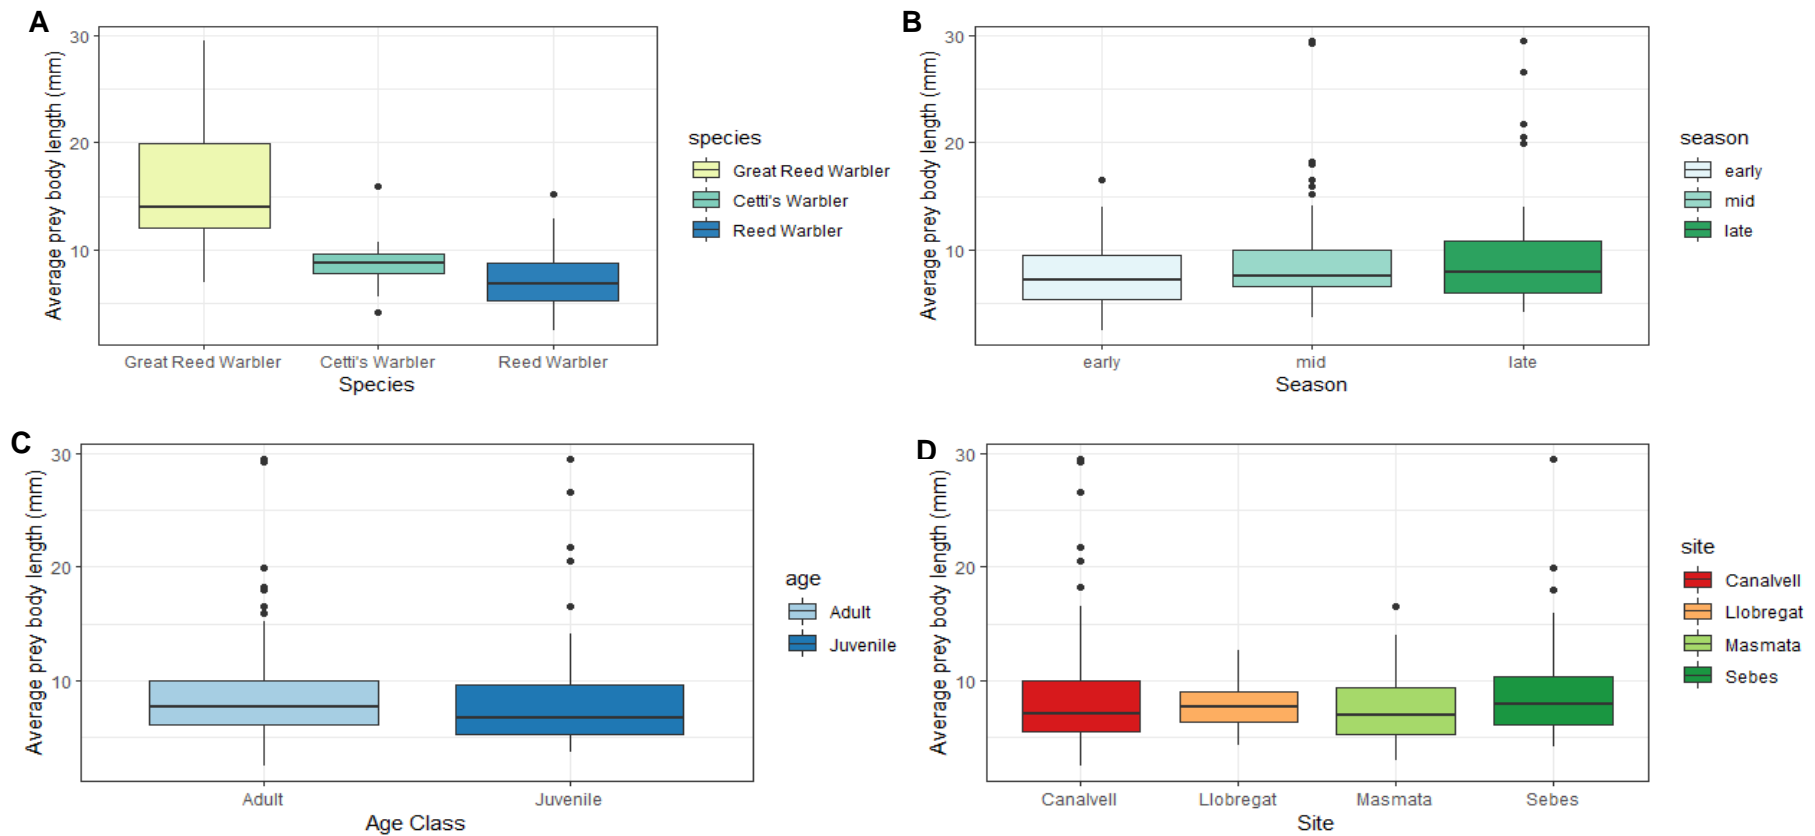 A
Average prey body length (mm)
30
20
10
Great Reed Warbler
Cetti's Warbler
Reed Warbler
Species
species
Great Reed Warbler
Cetti's Warbler
Reed Warbler
B
Average prey body length (mm)
30
20
10
early
mid
late
Season
season
early
mid
late
C
Average prey body length (mm)
30
20
10
Adult
Juvenile
Age Class
age
Adult
Juvenile
D
Average prey body length (mm)
30
20
10
Canalvell
Llobregat
Masmata
Sebes
Site
site
Canalvell
Llobregat
Masmata
Sebes